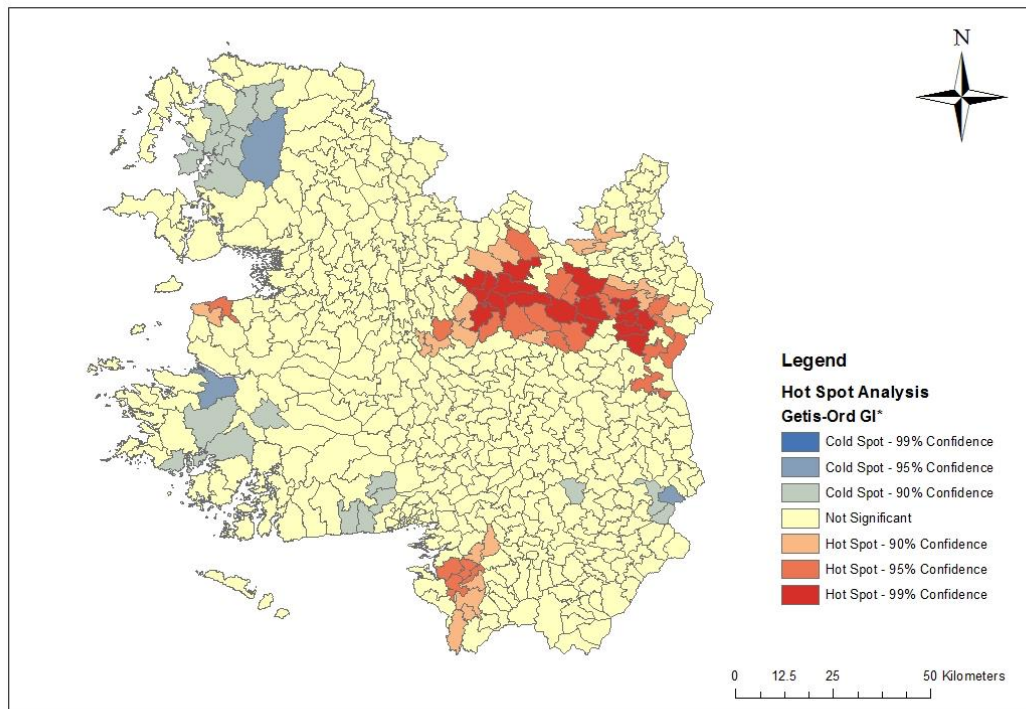 N
Legend
Hot Spot Analysis
Getis-Ord GI*
Cold Spot - 99% Confidence
Cold Spot - 95% Confidence
Cold Spot - 90% Confidence
Not Significant
Hot Spot - 90% Confidence
Hot Spot - 95% Confidence
Hot Spot - 99% Confidence
0 12.5 25 50 Kilometers